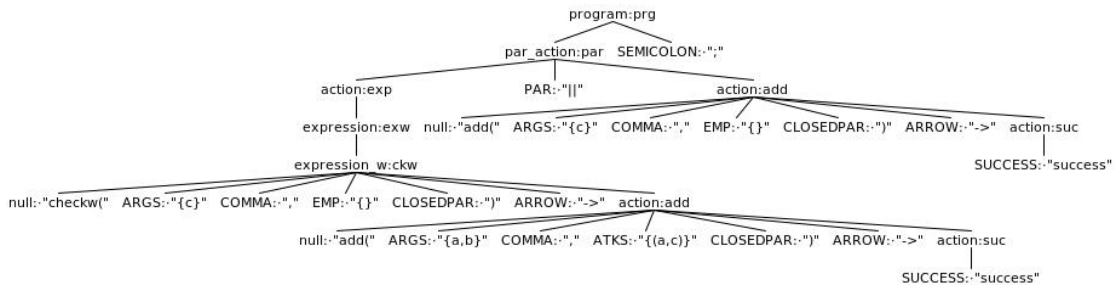 program:prg
par_action:par SEMICOLON:·";"
action:exp PAR:·"||" action:add
expression:exw null:·"add(" ARGS:·"{c}" COMMA:·"," EMP:·"{}" CLOSEDPAR:·")" ARROW:·"->" action:suc
expression_w:ckw SUCCESS:·"success"
null:·"checkw(" ARGS:·"{c}" COMMA:·"," EMP:·"{}" CLOSEDPAR:·")" ARROW:·"->" action:add
null:·"add(" ARGS:·"{a,b}" COMMA:·"," ATKS:·"{(a,c)}" CLOSEDPAR:·")" ARROW:·"->" action:suc
SUCCESS:·"success"